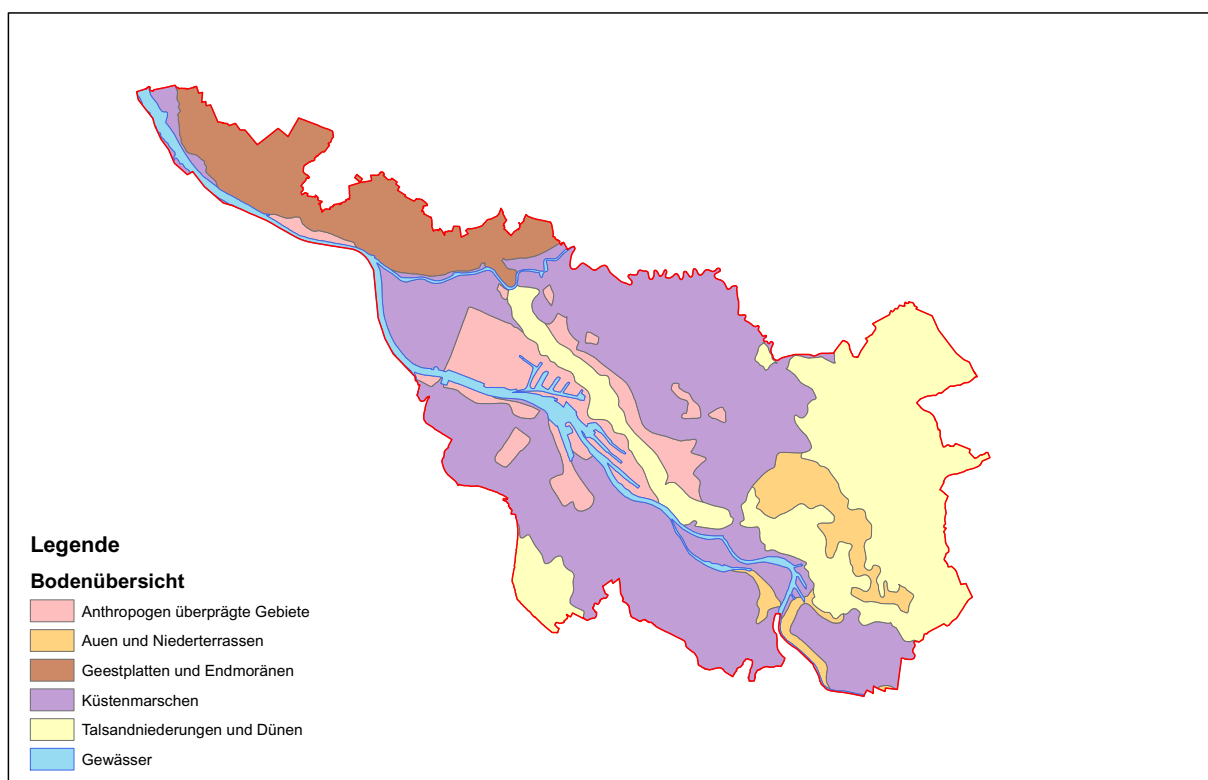 Legende
Bodenübersicht
Anthropogen überprägte Gebiete
Auen und Niederterrassen
Geestplatten und Endmoränen
Küstenmarschen
Talsandniederungen und Dünen
Gewässer